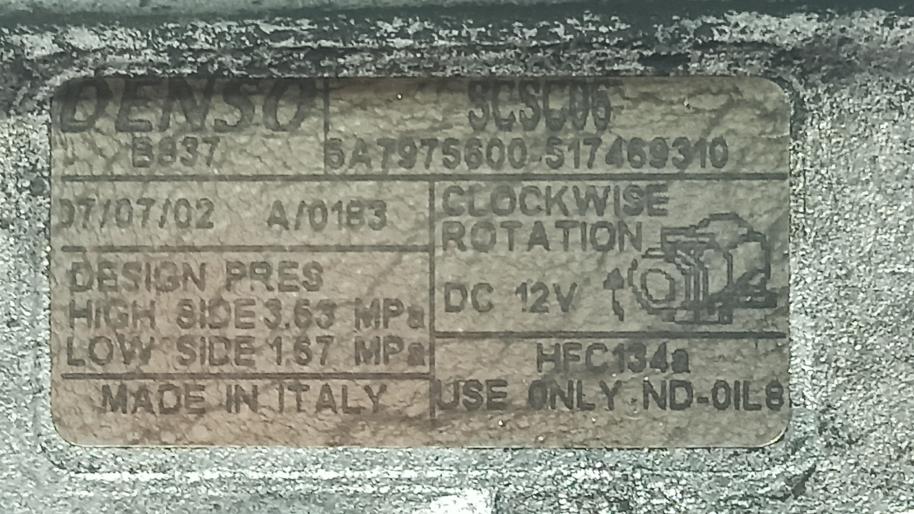 DENSO SCSC06
B837 5A7975600-517469310
07/07/02 A/0183
CLOCKWISE
ROTATION
DC 12V
DESIGN PRES
HIGH SIDE 3.63 MPa
LOW SIDE 1.67 MPa
HFC134a
MADE IN ITALY
USE ONLY ND-OIL8